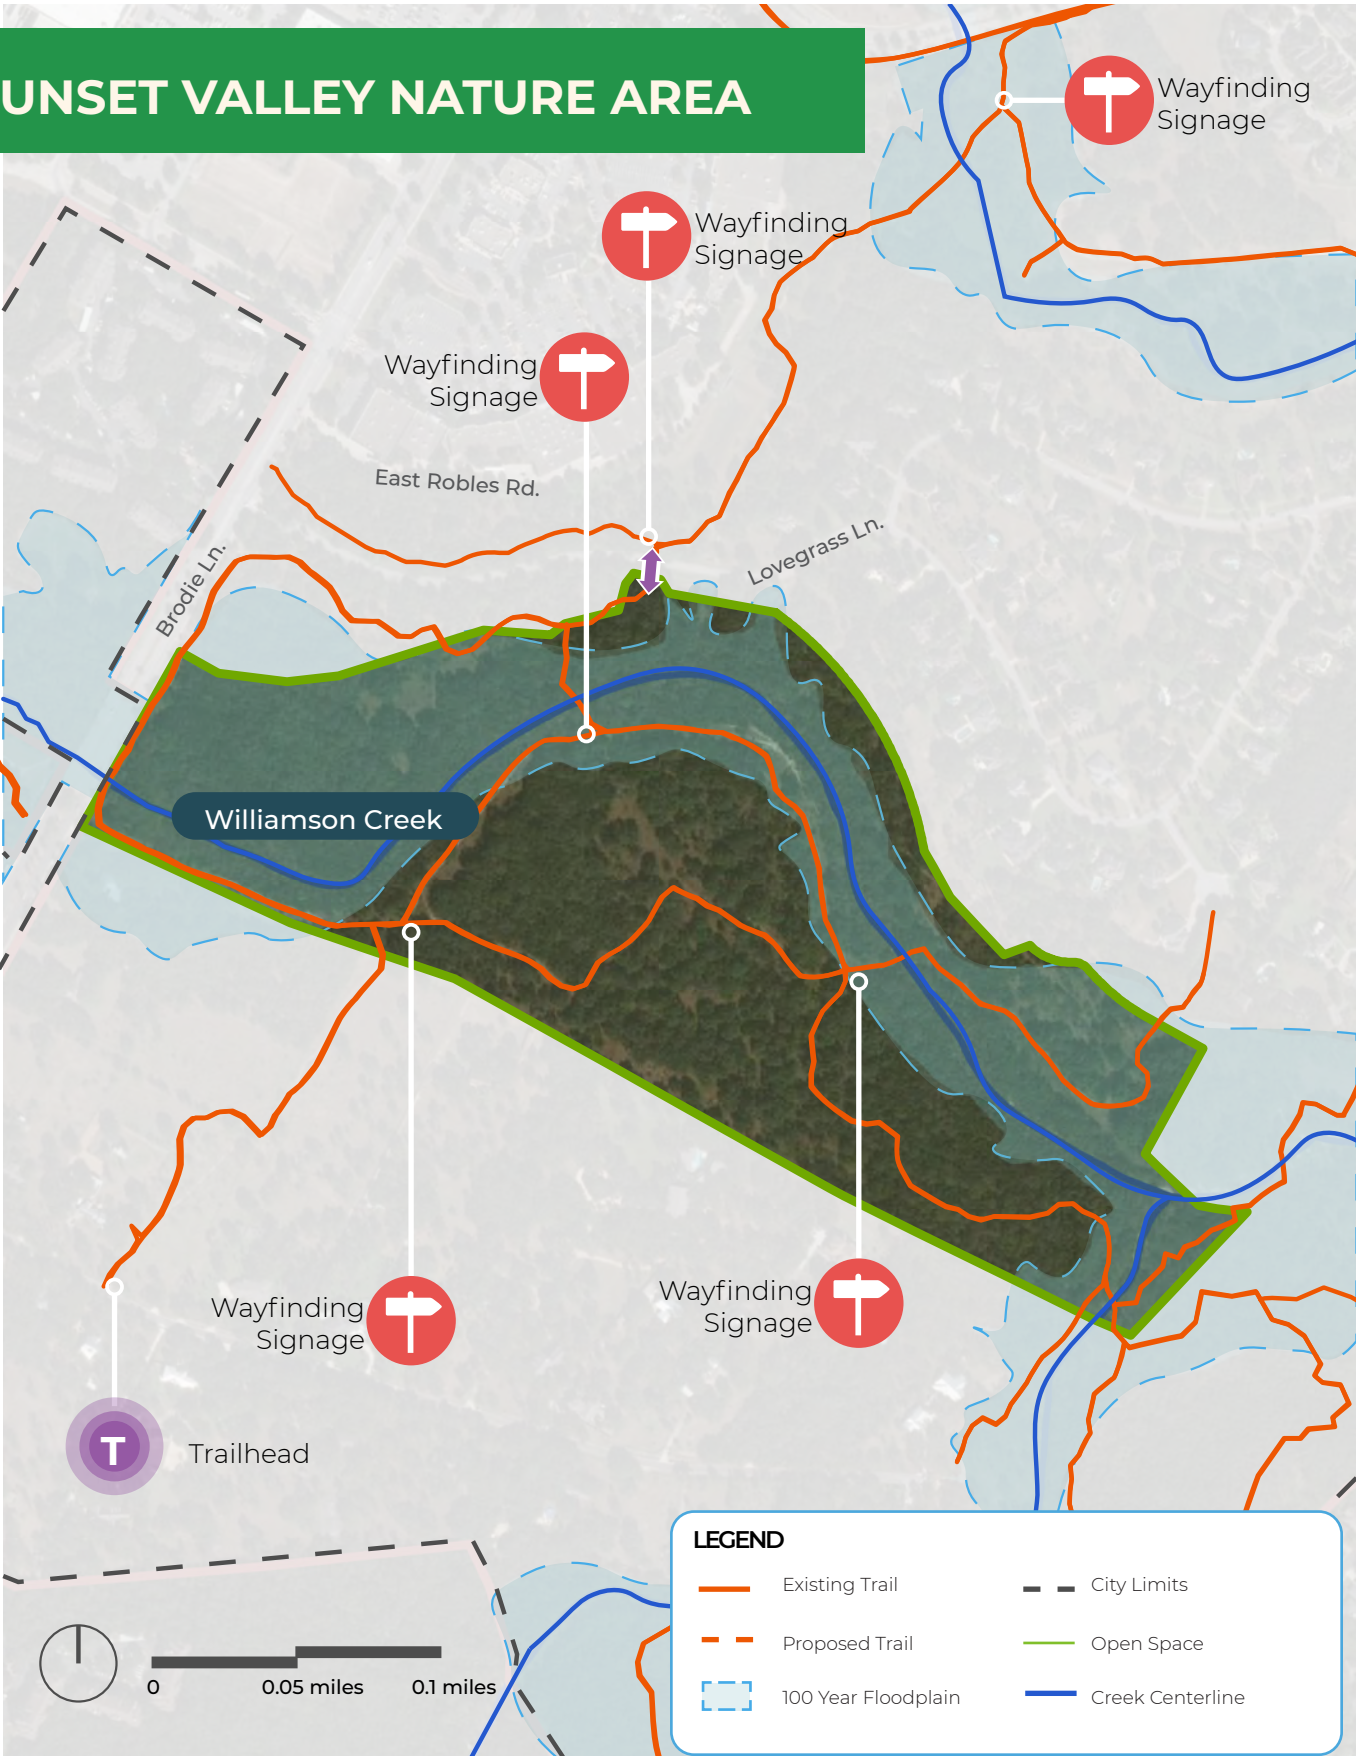 UNSET VALLEY NATURE AREA
Wayfinding
Signage
Wayfinding
Signage
Wayfinding
Signage
East Robles Rd.
Lovegrass Ln.
Brodie Ln.
Williamson Creek
Wayfinding
Signage
Wayfinding
Signage
T
Trailhead
LEGEND
Existing Trail
City Limits
Proposed Trail
Open Space
100 Year Floodplain
Creek Centerline
0
0.05 miles
0.1 miles